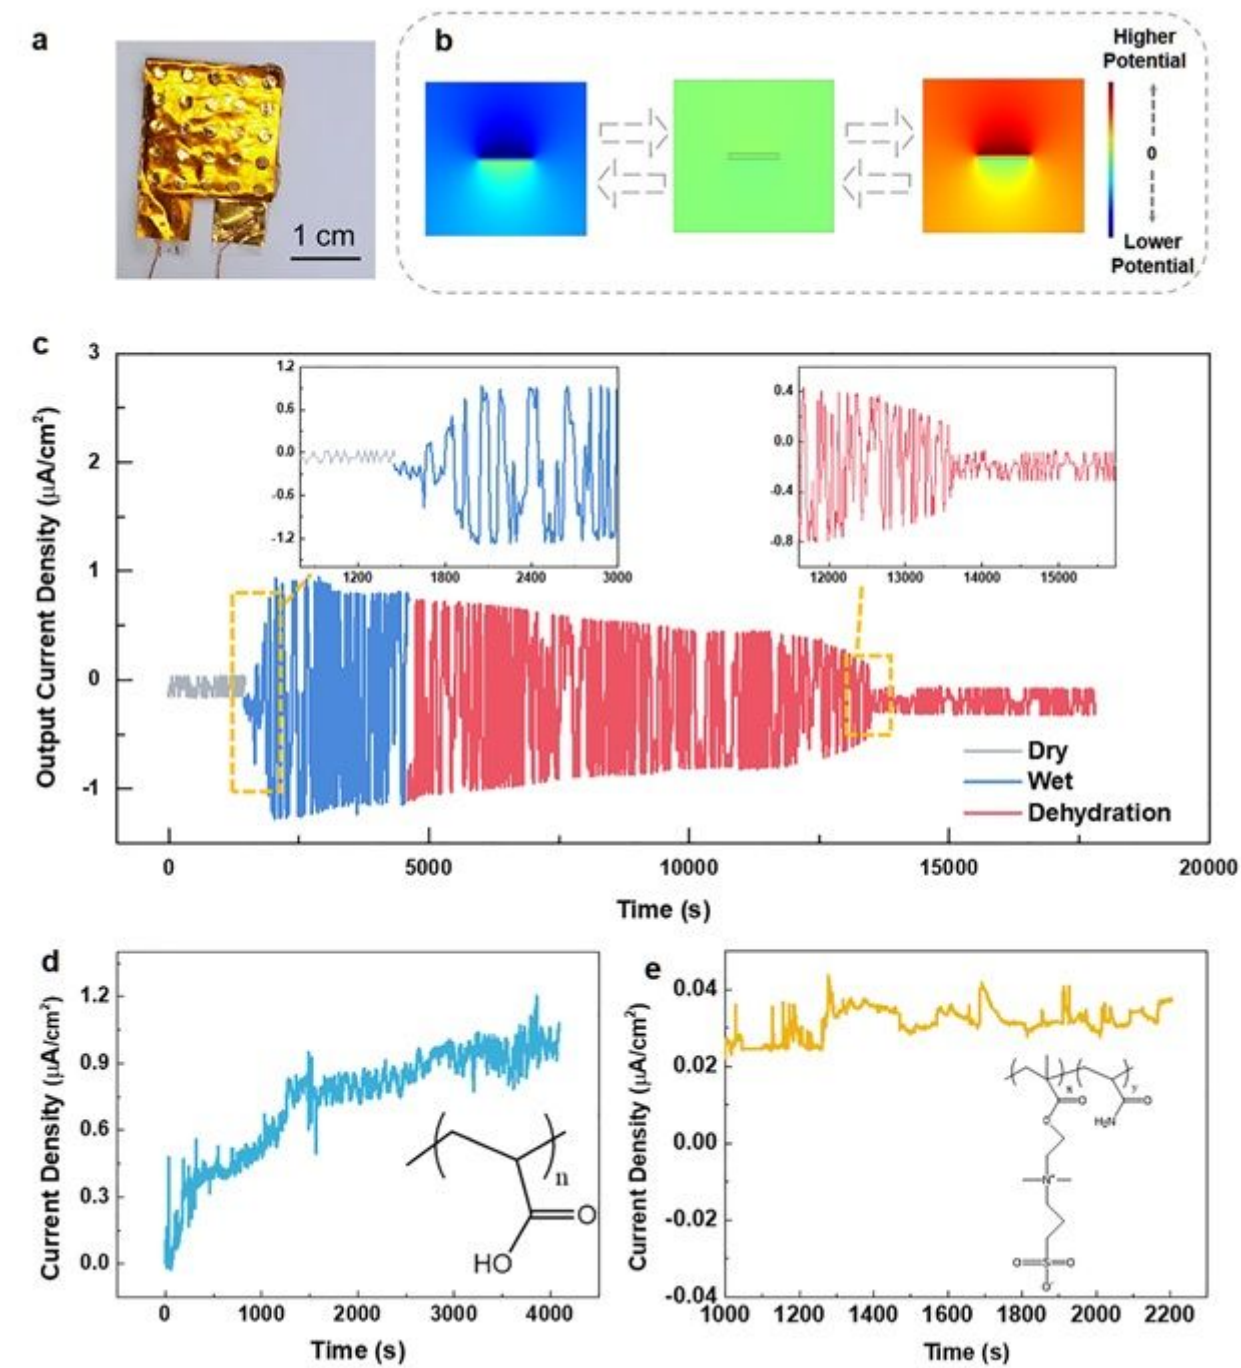 a
1 cm
b
Higher
Potential
0
Lower
Potential
c
Output Current Density (μA/cm²)
3
2
1
0
-1
1.2
0.6
0.0
-0.6
-1.2
1200 1800 2400 3000
0.4
0.0
-0.4
-0.8
12000 13000 14000 15000
Dry
Wet
Dehydration
0 5000 10000 15000 20000
Time (s)
d
Current Density (μA/cm²)
1.2
0.9
0.6
0.3
0.0
n
O
HO
0 1000 2000 3000 4000
Time (s)
e
Current Density (μA/cm²)
0.04
0.02
0.00
-0.02
-0.04
x y
O O
O H₂N
N⁺
O S O
O⁻
1000 1200 1400 1600 1800 2000 2200
Time (s)